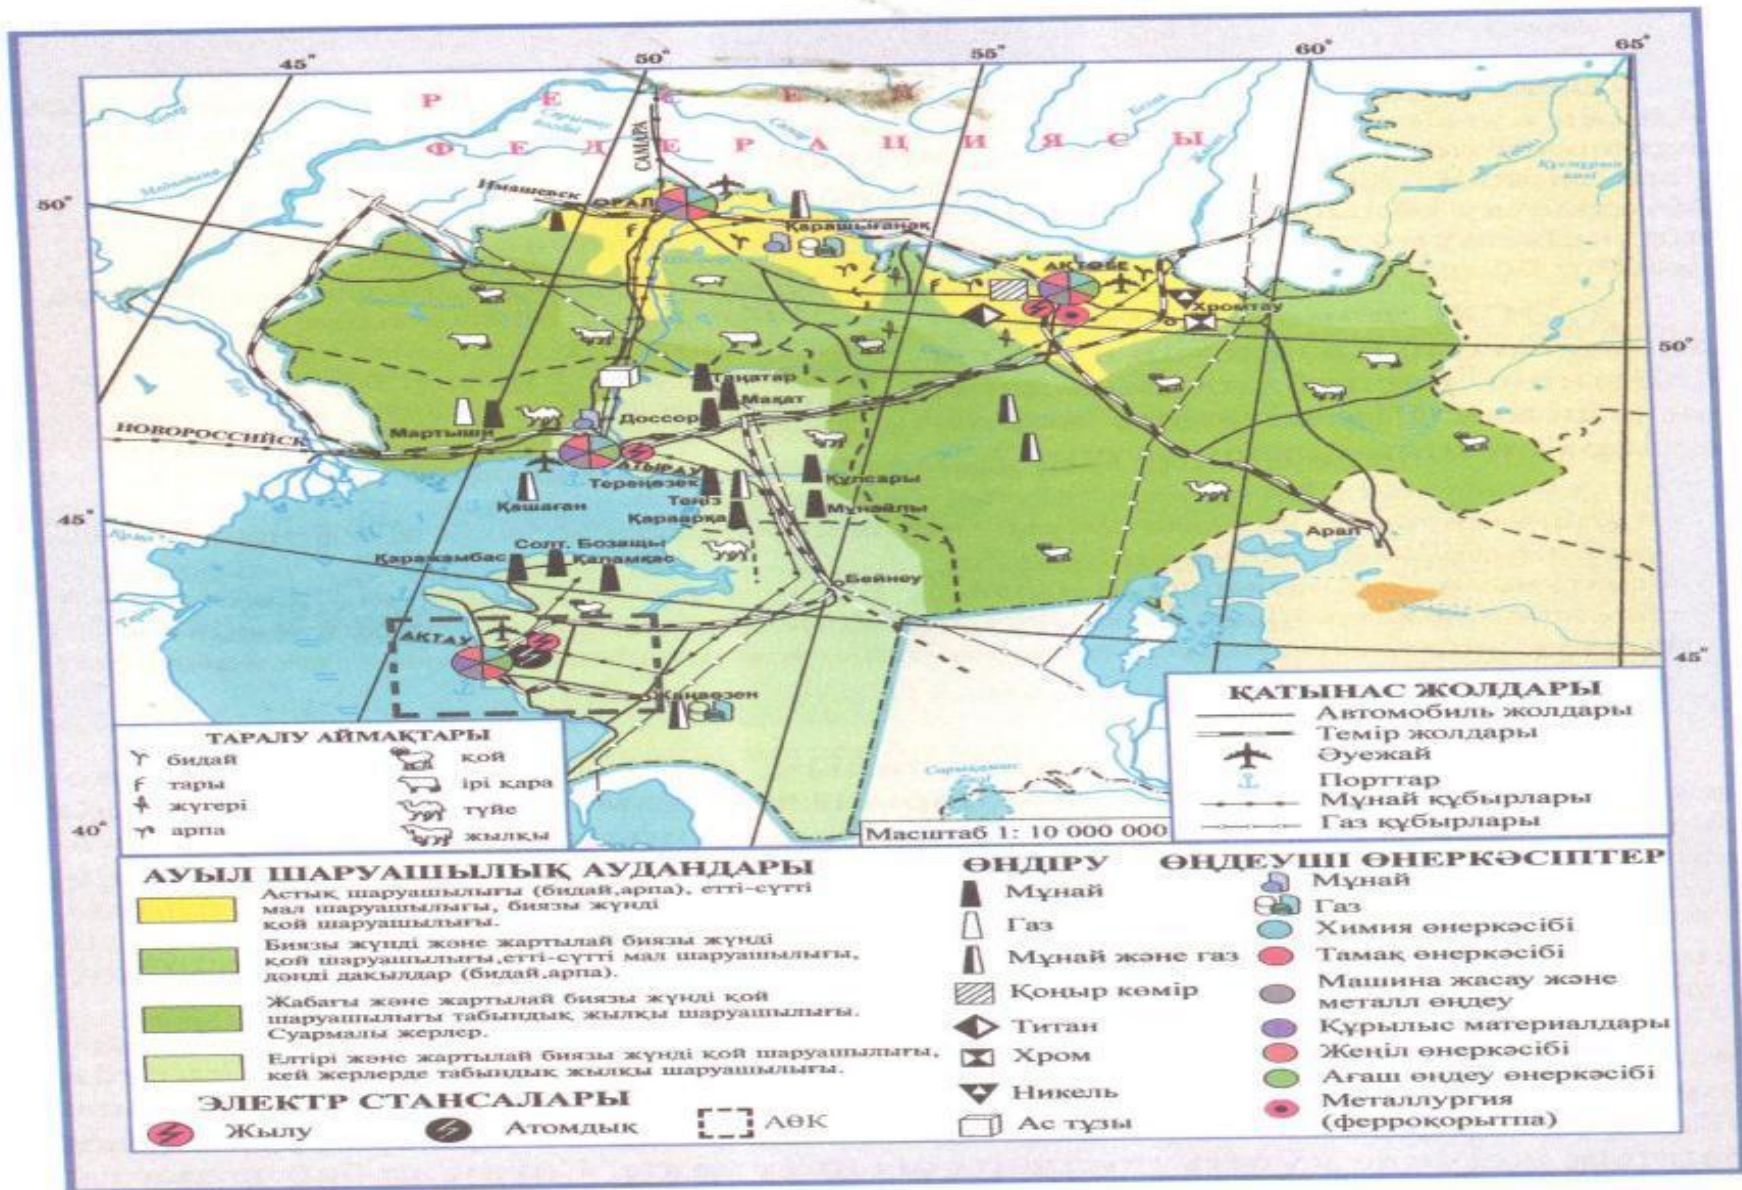 45°
50°
55°
60°
65°
Р Е С Е Й
Ф Е Д Е Р А Ц И Я С Ы
САМАРА
Имашевск
ОРАЛ
50°
Қарашығанақ
АҚТӨБЕ
Хромтау
50°
Таңатар
Мақат
Доссор
Мартыши
НОВОРОССИЙСК
АТЫРАУ
Тереңөзек
Құлсары
Қашаған
Теңіз
Мұнайлы
Қараарқа
45°
Солт. Бозащы
Қаражамбас
Қаламқас
Арал
Бейнеу
АҚТАУ
Жаңаөзен
45°
40°
ТАРАЛУ АЙМАҚТАРЫ
бидай
тары
жүгері
арпа
қой
ірі қара
түйе
жылқы
Масштаб 1: 10 000 000
ҚАТЫНАС ЖОЛДАРЫ
Автомобиль жолдары
Темір жолдары
Әуежай
Порттар
Мұнай құбырлары
Газ құбырлары
АУЫЛ ШАРУАШЫЛЫҚ АУДАНДАРЫ
Астық шаруашылығы (бидай,арпа), етті-сүтті
мал шаруашылығы, биязы жүнді
қой шаруашылығы.
Биязы жүнді және жартылай биязы жүнді
қой шаруашылығы,етті-сүтті мал шаруашылығы,
дәнді дақылдар (бидай,арпа).
Жабағы және жартылай биязы жүнді қой
шаруашылығы табындық жылқы шаруашылығы.
Суармалы жерлер.
Елтірі және жартылай биязы жүнді қой шаруашылығы,
кей жерлерде табындық жылқы шаруашылығы.
ЭЛЕКТР СТАНСАЛАРЫ
Жылу
Атомдық
АӨК
ӨНДІРУ
Мұнай
Газ
Мұнай және газ
Қоңыр көмір
Титан
Хром
Никель
Ас тұзы
ӨҢДЕУШІ ӨНЕРКӘСІПТЕР
Мұнай
Газ
Химия өнеркәсібі
Тамақ өнеркәсібі
Машина жасау және
металл өңдеу
Құрылыс материалдары
Жеңіл өнеркәсібі
Ағаш өңдеу өнеркәсібі
Металлургия
(ферроқорытпа)